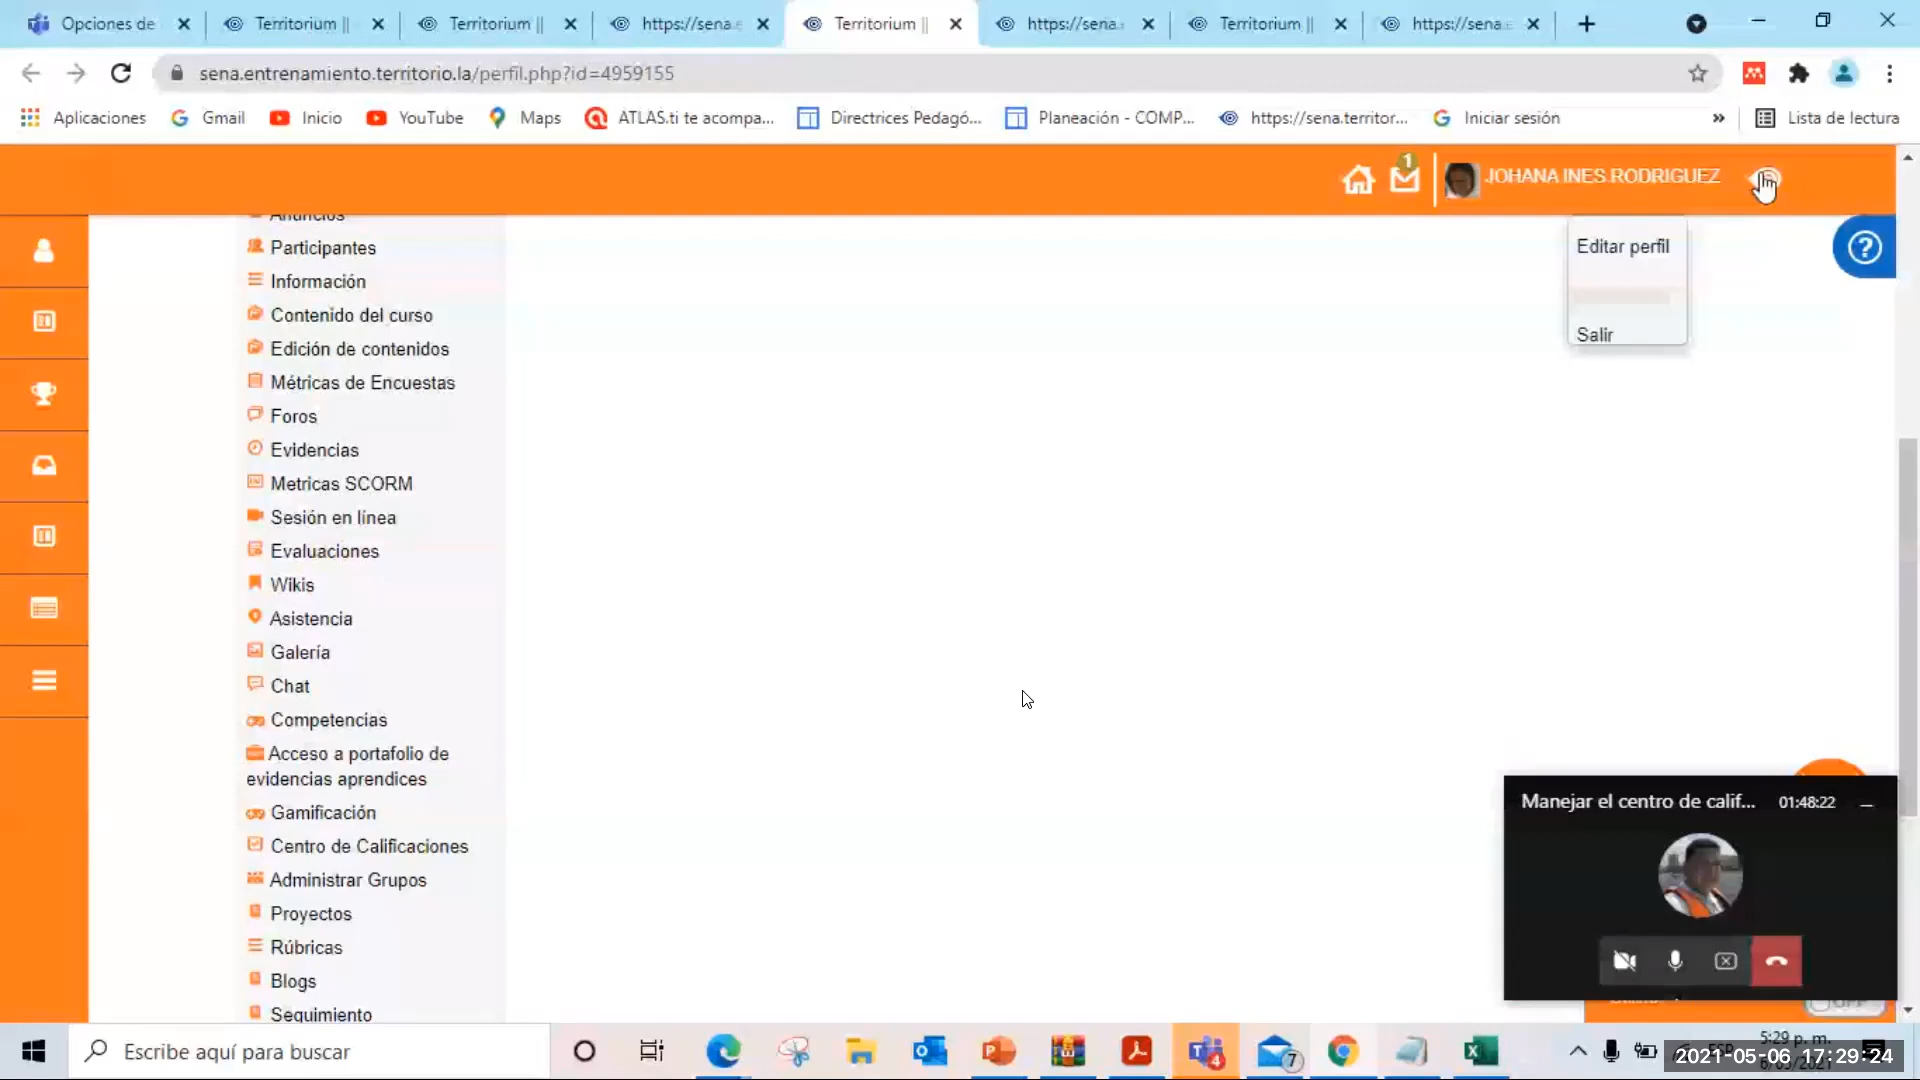 Opciones de
Territorium ||
Territorium ||
https://sena.e
Territorium ||
https://sena.e
Territorium ||
https://sena.e
sena.entrenamiento.territorio.la/perfil.php?id=4959155
Aplicaciones
Gmail
Inicio
YouTube
Maps
ATLAS.ti te acompa...
Directrices Pedagó...
Planeación - COMP...
https://sena.territor...
Iniciar sesión
»
Lista de lectura
1
JOHANA INES RODRIGUEZ
Editar perfil
Salir
Anuncios
Participantes
Información
Contenido del curso
Edición de contenidos
Métricas de Encuestas
Foros
Evidencias
Metricas SCORM
Sesión en línea
Evaluaciones
Wikis
Asistencia
Galería
Chat
Competencias
Acceso a portafolio de
evidencias aprendices
Gamificación
Centro de Calificaciones
Administrar Grupos
Proyectos
Rúbricas
Blogs
Seguimiento
Manejar el centro de calif...
01:48:22
OFF
Escribe aquí para buscar
4
7
ESP
5:29 p. m.
2021-05-06 17:29:24